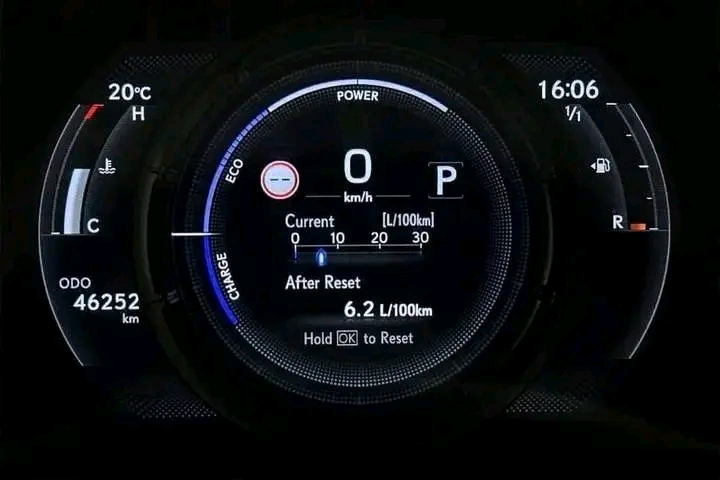 20°C
16:06
H
1/1
POWER
ECO
0
km/h
--
P
C
R
Current [L/100km]
0 10 20 30
CHARGE
After Reset
ODO
46252
km
6.2 L/100km
Hold OK to Reset